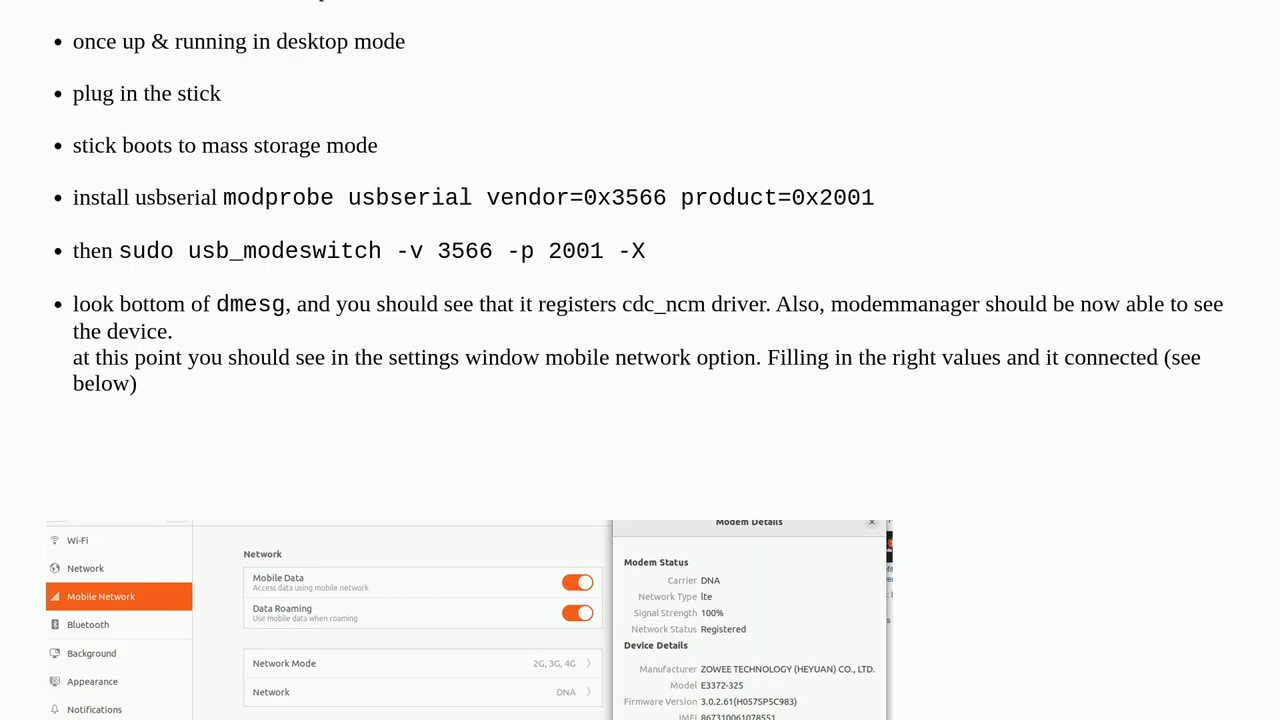 • once up & running in desktop mode
• plug in the stick
• stick boots to mass storage mode
• install usbserial modprobe usbserial vendor=0x3566 product=0x2001
• then sudo usb_modeswitch -v 3566 -p 2001 -X
• look bottom of dmesg, and you should see that it registers cdc_ncm driver. Also, modemmanager should be now able to see
the device.
at this point you should see in the settings window mobile network option. Filling in the right values and it connected (see
below)
Modem Details
Wi-Fi
Network
Mobile Network
Bluetooth
Background
Appearance
Notifications
Network
Mobile Data
Access data using mobile network
Data Roaming
Use mobile data when roaming
Network Mode 2G, 3G, 4G
Network DNA
Modem Status
Carrier DNA
Network Type lte
Signal Strength 100%
Network Status Registered
Device Details
Manufacturer ZOWEE TECHNOLOGY (HEYUAN) CO., LTD.
Model E3372-325
Firmware Version 3.0.2.61(H057SP5C983)
IMEI 867310061078551